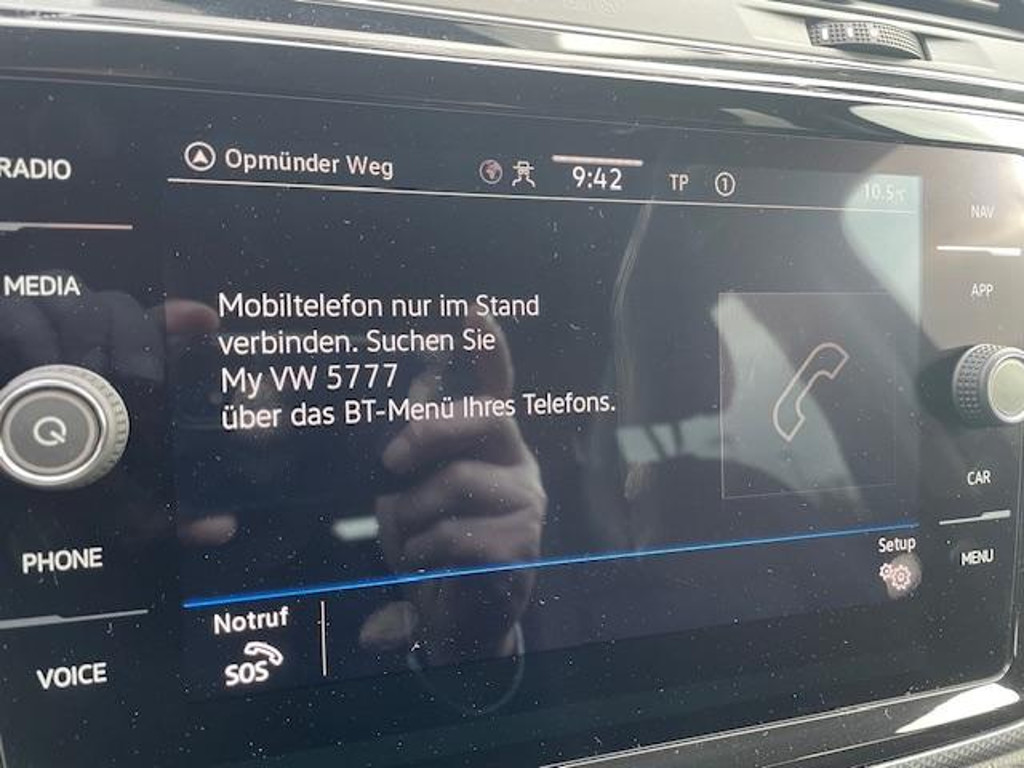 RADIO
MEDIA
PHONE
VOICE
Opmünder Weg
9:42
TP
1
10.5°C
Mobiltelefon nur im Stand
verbinden. Suchen Sie
My VW 5777
über das BT-Menü Ihres Telefons.
Setup
Notruf
SOS
NAV
APP
CAR
MENU